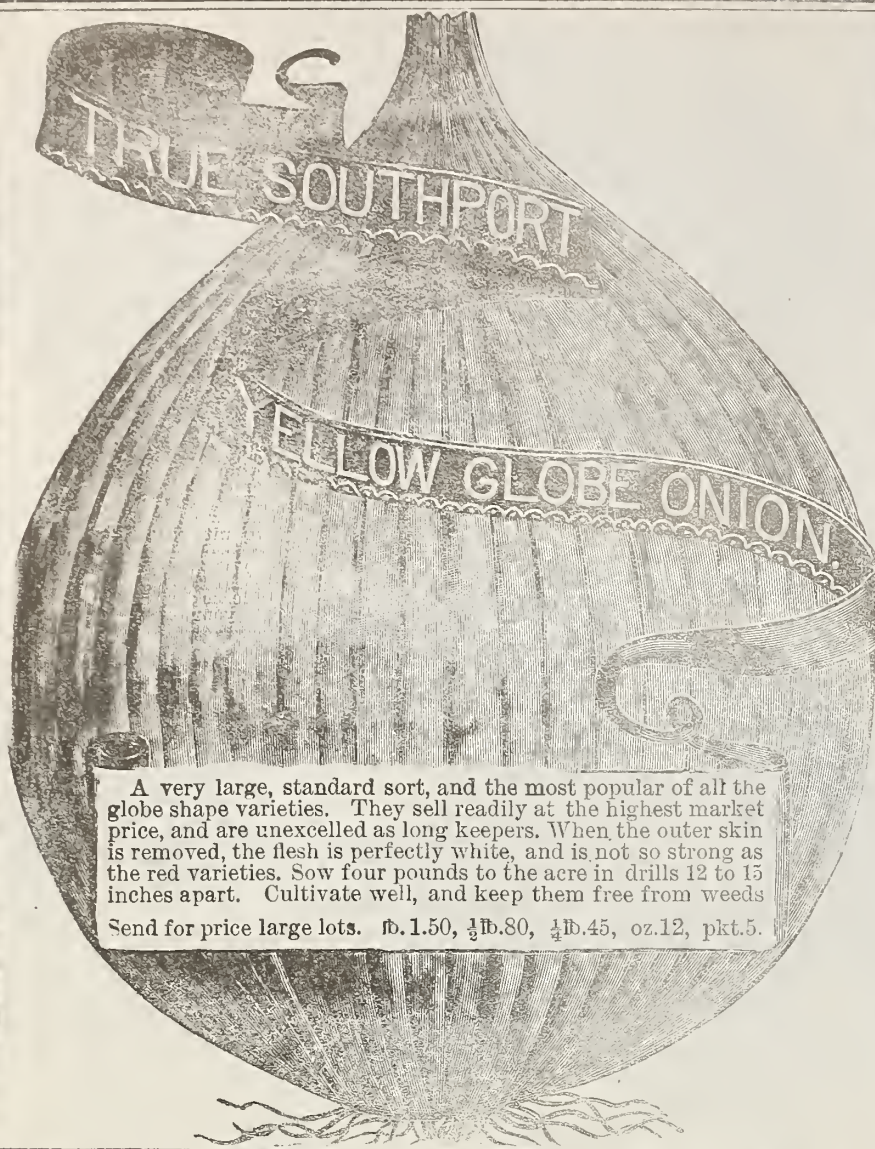 TRUE SOUTHPORT
YELLOW GLOBE ONION.
A very large, standard sort, and the most popular of all the
globe shape varieties. They sell readily at the highest market
price, and are unexcelled as long keepers. When the outer skin
is removed, the flesh is perfectly white, and is not so strong as
the red varieties. Sow four pounds to the acre in drills 12 to 15
inches apart. Cultivate well, and keep them free from weeds
Send for price large lots. ℔. 1.50, ½℔.80, ¼℔.45, oz.12, pkt.5.